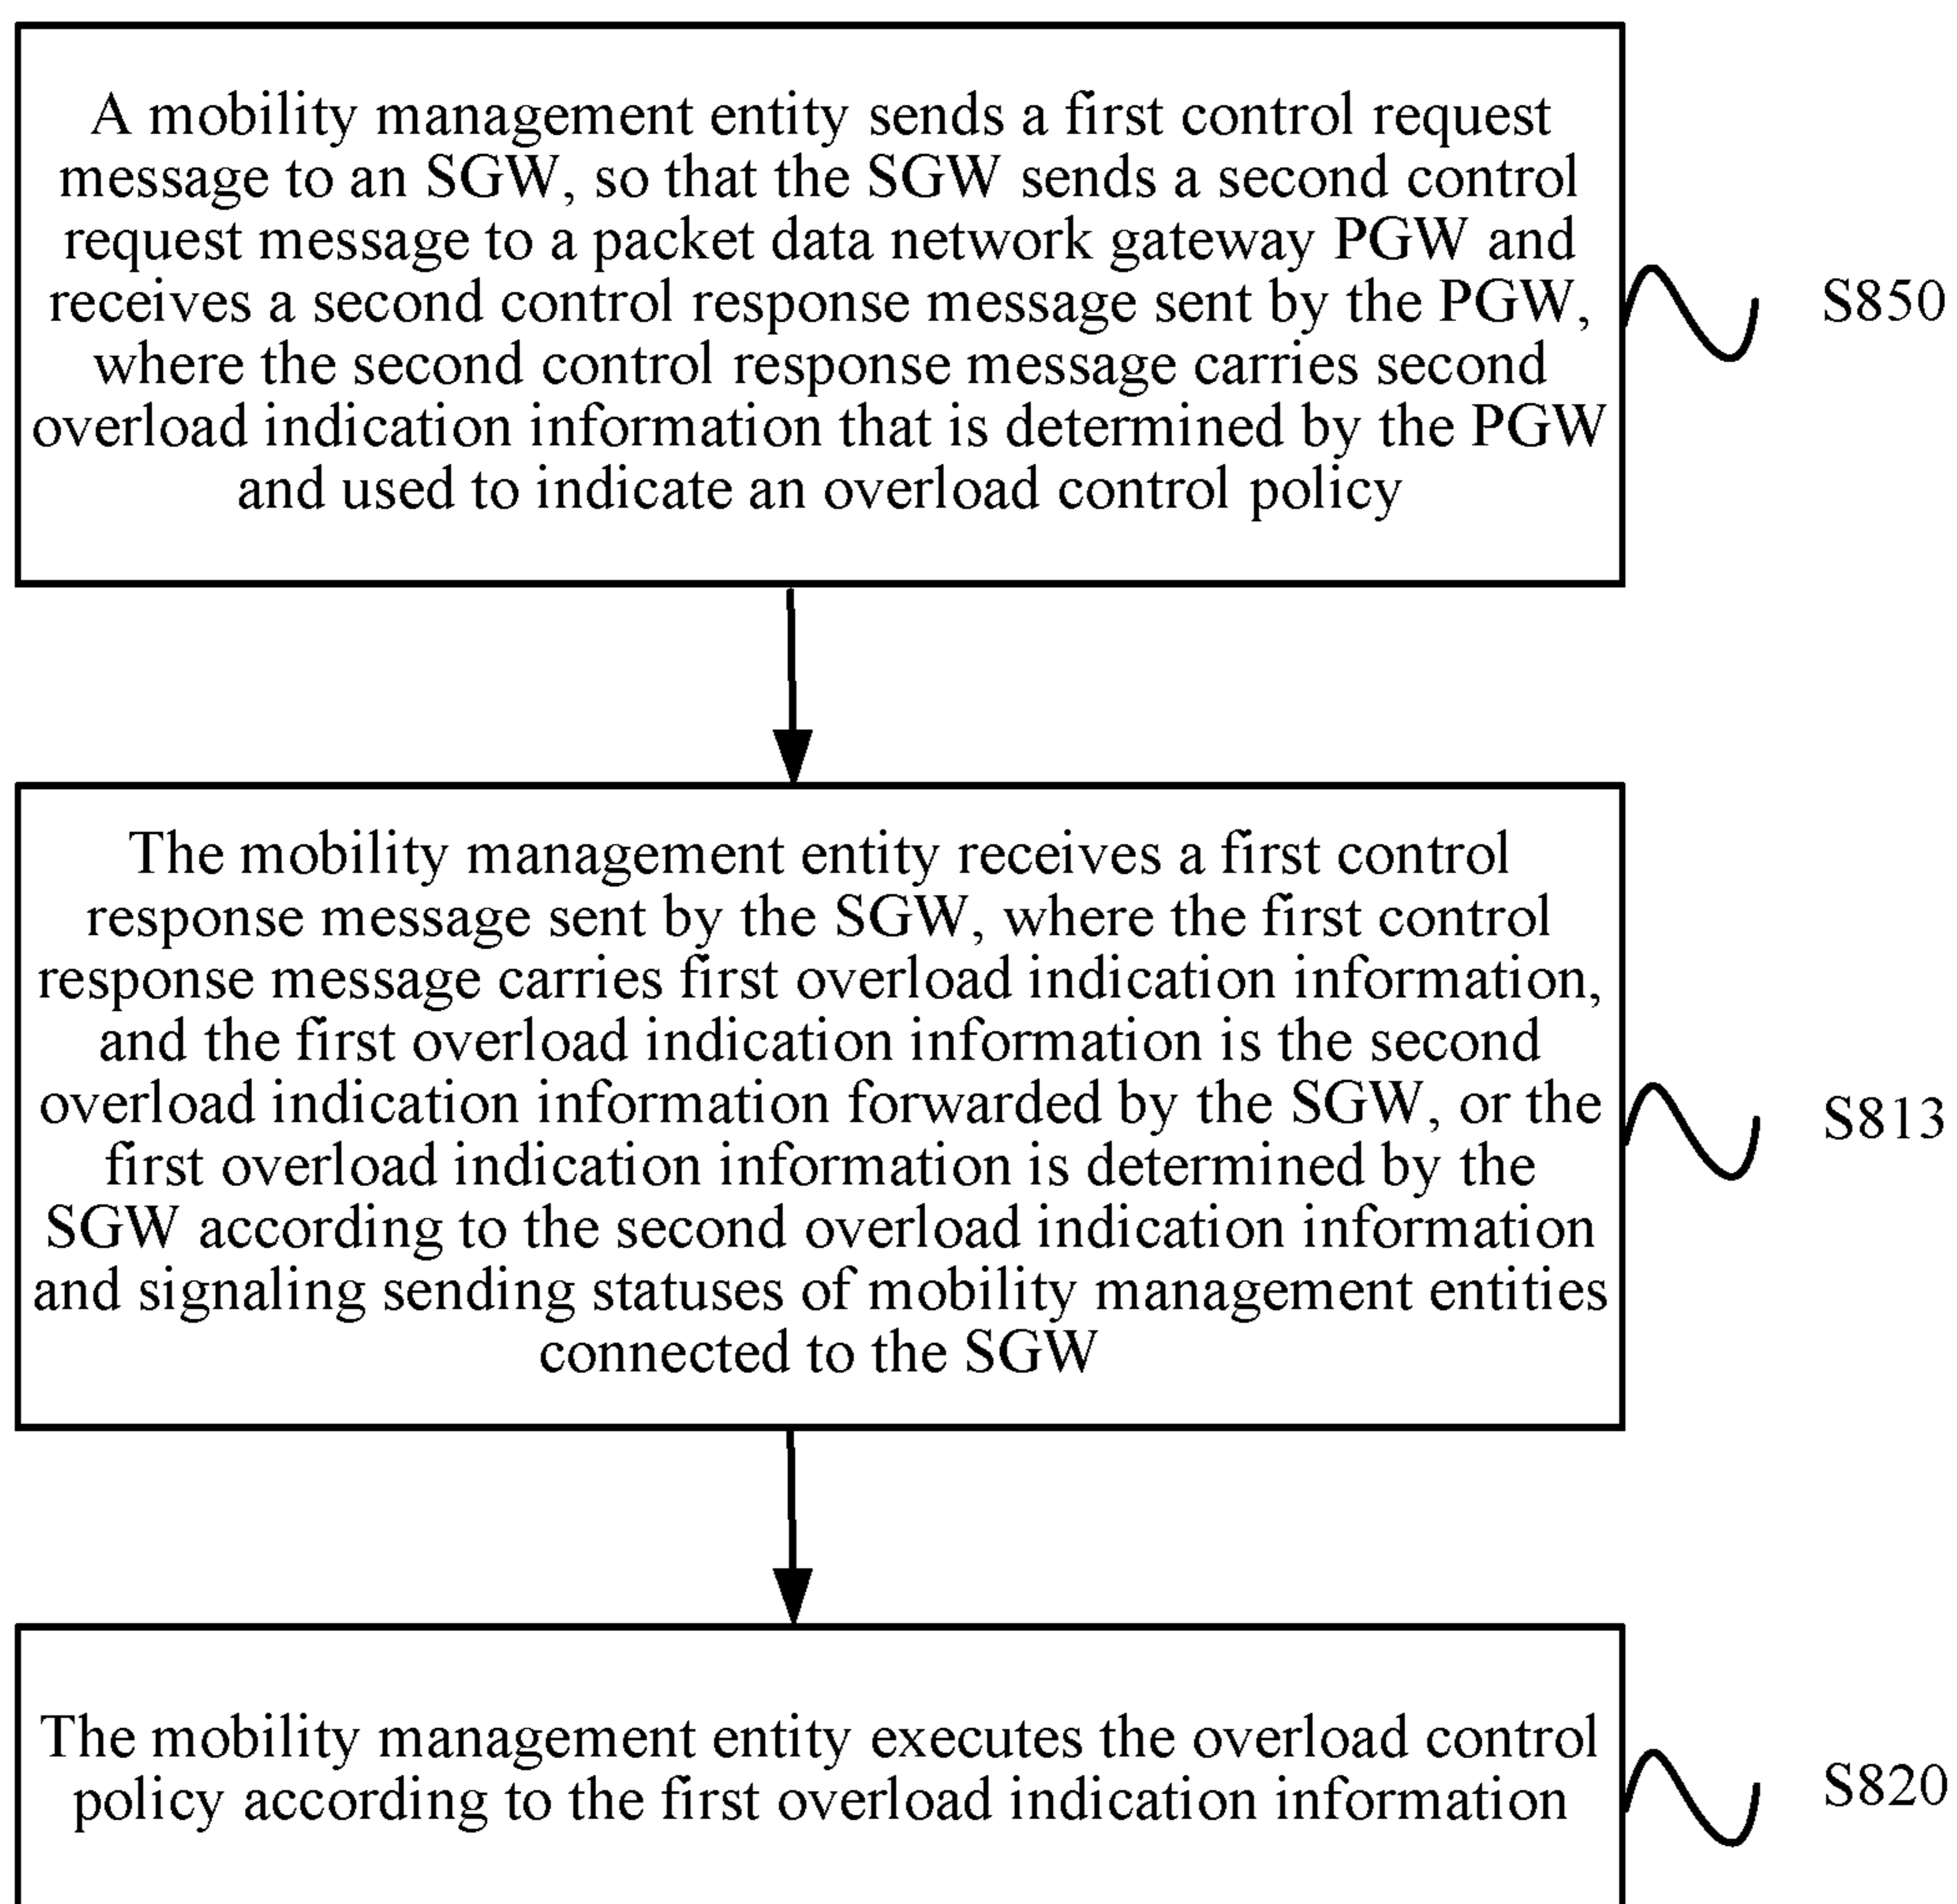 A mobility management entity sends a first control request
message to an SGW, so that the SGW sends a second control
request message to a packet data network gateway PGW and
receives a second control response message sent by the PGW,
where the second control response message carries second
overload indication information that is determined by the PGW
and used to indicate an overload control policy
S850
The mobility management entity receives a first control
response message sent by the SGW, where the first control
response message carries first overload indication information,
and the first overload indication information is the second
overload indication information forwarded by the SGW, or the
first overload indication information is determined by the
SGW according to the second overload indication information
and signaling sending statuses of mobility management entities
connected to the SGW
S813
The mobility management entity executes the overload control
policy according to the first overload indication information
S820